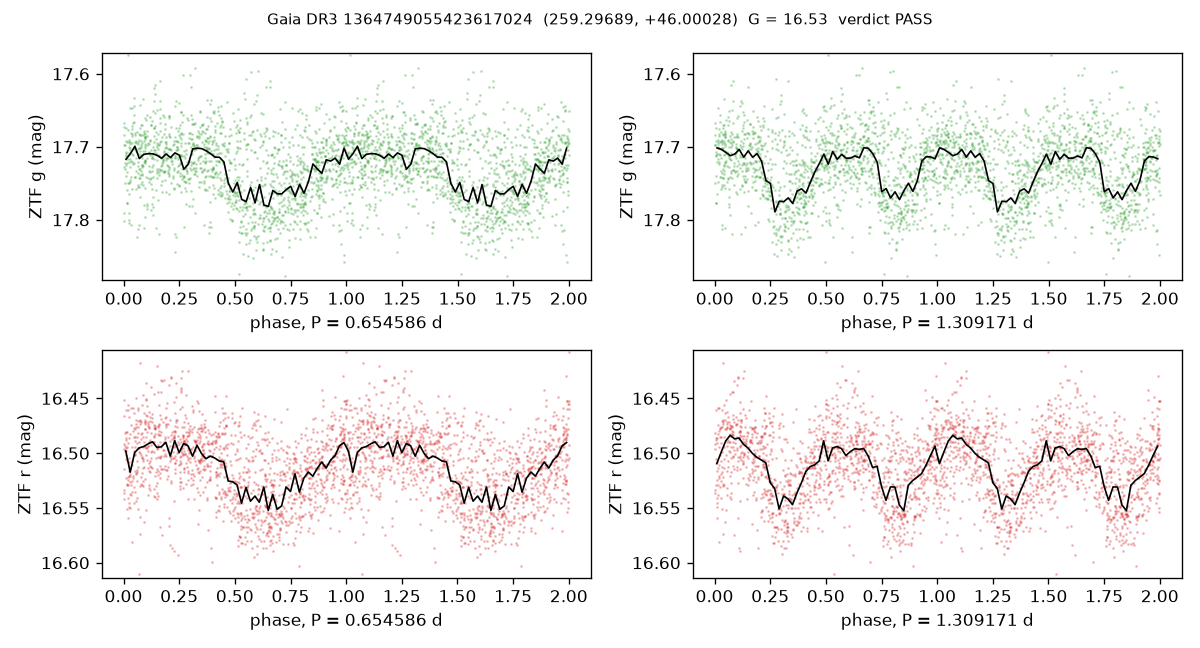 Gaia DR3 1364749055423617024 (259.29689, +46.00028) G = 16.53 verdict PASS
ZTF g (mag)
17.6
17.7
17.8
0.00 0.25 0.50 0.75 1.00 1.25 1.50 1.75 2.00
phase, P = 0.654586 d
ZTF g (mag)
17.6
17.7
17.8
0.00 0.25 0.50 0.75 1.00 1.25 1.50 1.75 2.00
phase, P = 1.309171 d
ZTF r (mag)
16.45
16.50
16.55
16.60
0.00 0.25 0.50 0.75 1.00 1.25 1.50 1.75 2.00
phase, P = 0.654586 d
ZTF r (mag)
16.45
16.50
16.55
16.60
0.00 0.25 0.50 0.75 1.00 1.25 1.50 1.75 2.00
phase, P = 1.309171 d